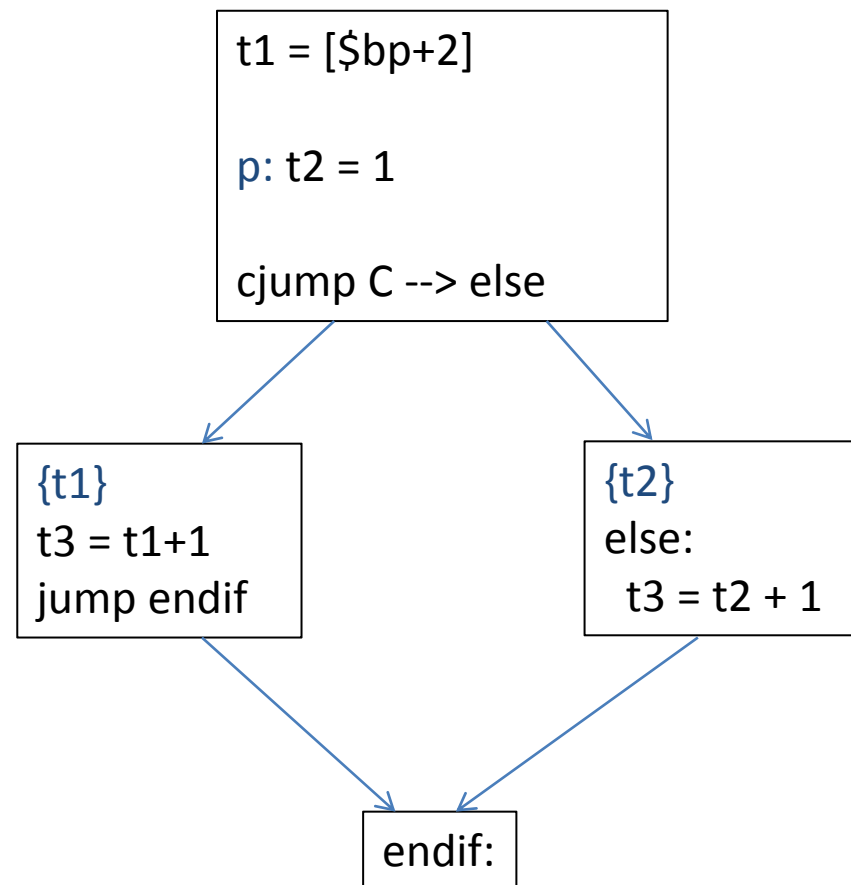 t1 = [$bp+2]
p: t2 = 1
cjump C --> else
{t1}
t3 = t1+1
jump endif
{t2}
else:
t3 = t2 + 1
endif: